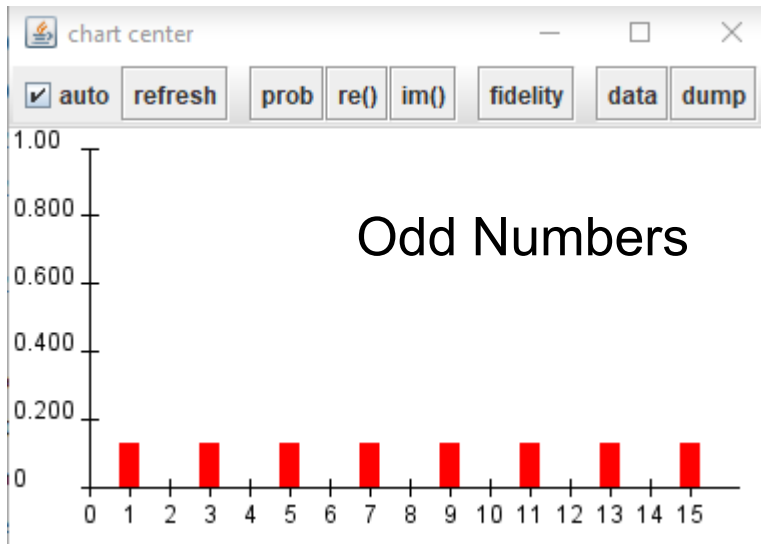 chart center
auto refresh prob re() im() fidelity data dump
1.00
0.800
Odd Numbers
0.600
0.400
0.200
0
0 1 2 3 4 5 6 7 8 9 10 11 12 13 14 15